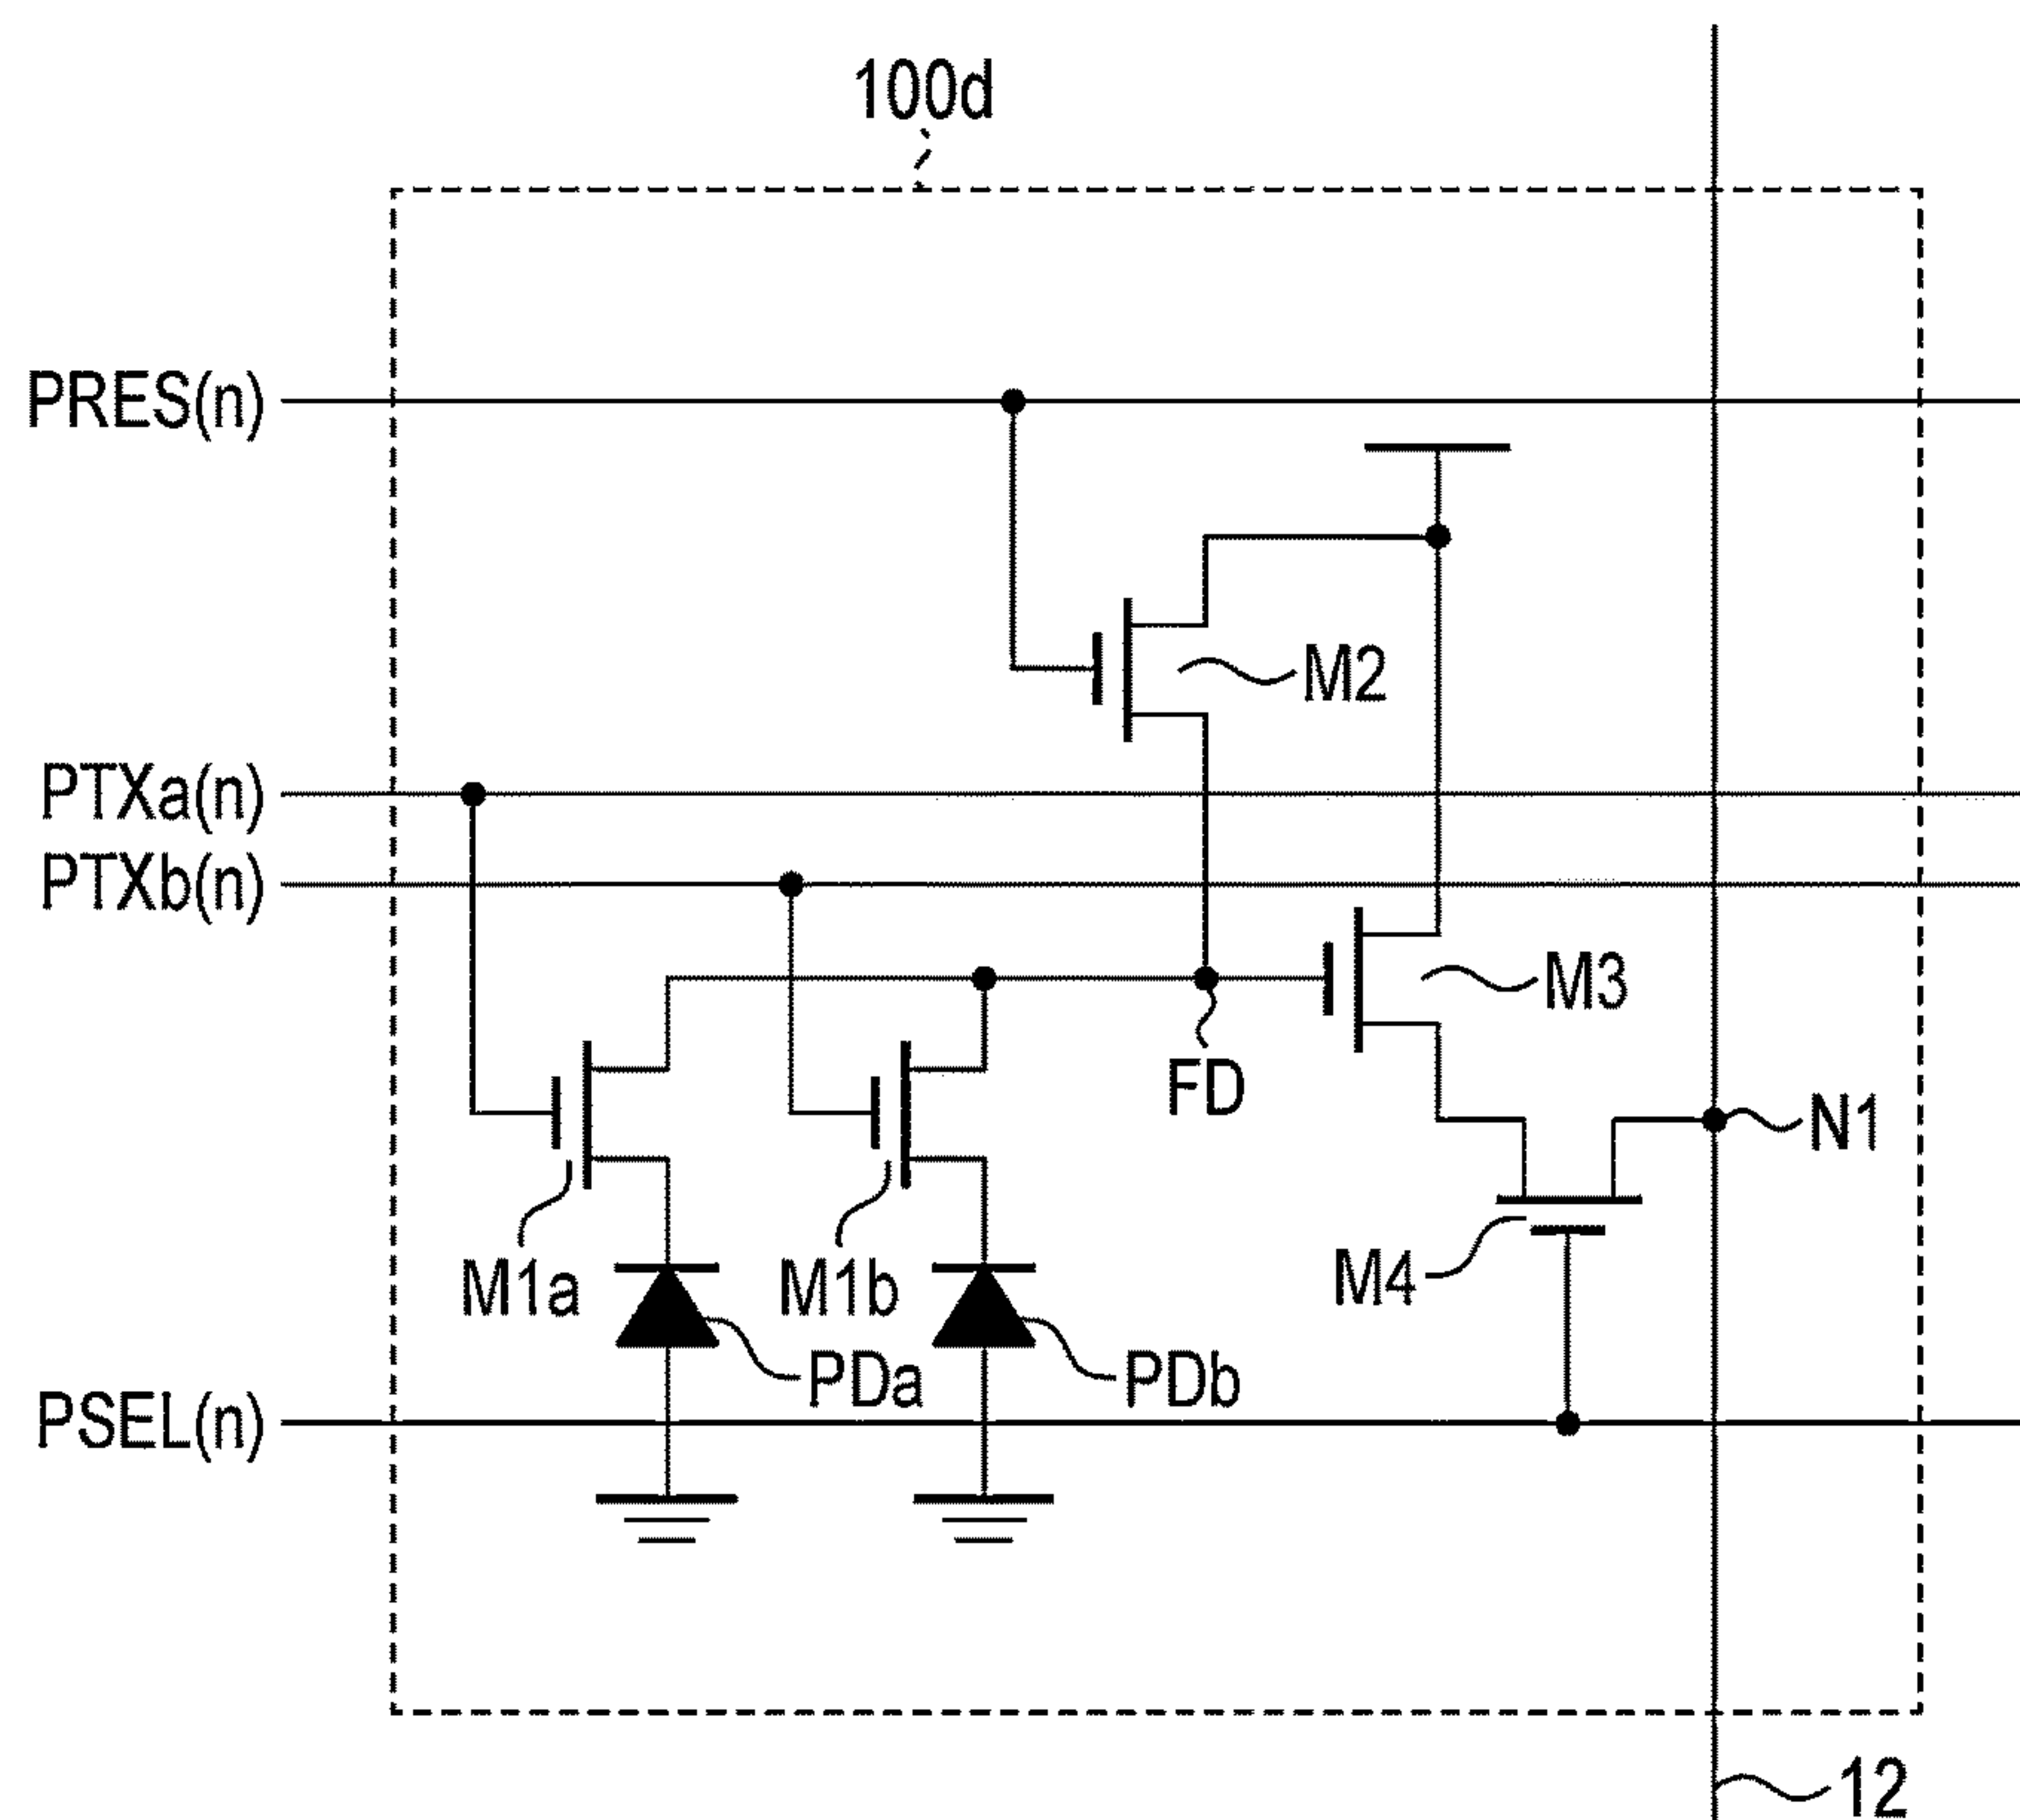 100d
PRES(n)
M2
PTXa(n)
PTXb(n)
M3
FD
N1
M1a
M1b
M4
PDa
PDb
PSEL(n)
12